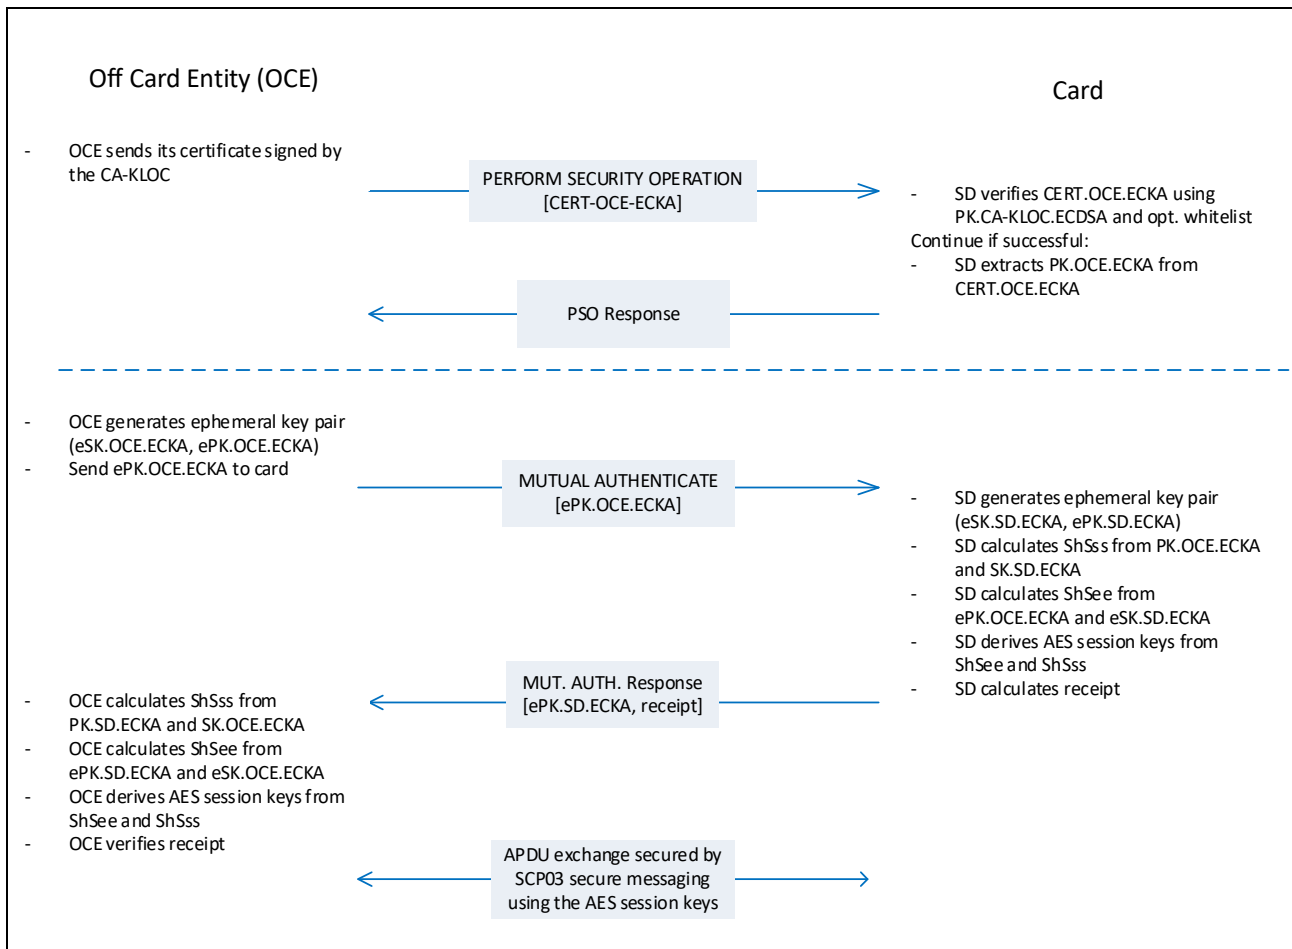 Off Card Entity (OCE)
Card
- OCE sends its certificate signed by
the CA-KLOC
PERFORM SECURITY OPERATION
[CERT-OCE-ECKA]
- SD verifies CERT.OCE.ECKA using
PK.CA-KLOC.ECDSA and opt. whitelist
Continue if successful:
- SD extracts PK.OCE.ECKA from
CERT.OCE.ECKA
PSO Response
- OCE generates ephemeral key pair
(eSK.OCE.ECKA, ePK.OCE.ECKA)
- Send ePK.OCE.ECKA to card
MUTUAL AUTHENTICATE
[ePK.OCE.ECKA]
- SD generates ephemeral key pair
(eSK.SD.ECKA, ePK.SD.ECKA)
- SD calculates ShSss from PK.OCE.ECKA
and SK.SD.ECKA
- SD calculates ShSee from
ePK.OCE.ECKA and eSK.SD.ECKA
- SD derives AES session keys from
ShSee and ShSss
- SD calculates receipt
MUT. AUTH. Response
[ePK.SD.ECKA, receipt]
- OCE calculates ShSss from
PK.SD.ECKA and SK.OCE.ECKA
- OCE calculates ShSee from
ePK.SD.ECKA and eSK.OCE.ECKA
- OCE derives AES session keys from
ShSee and ShSss
- OCE verifies receipt
APDU exchange secured by
SCP03 secure messaging
using the AES session keys